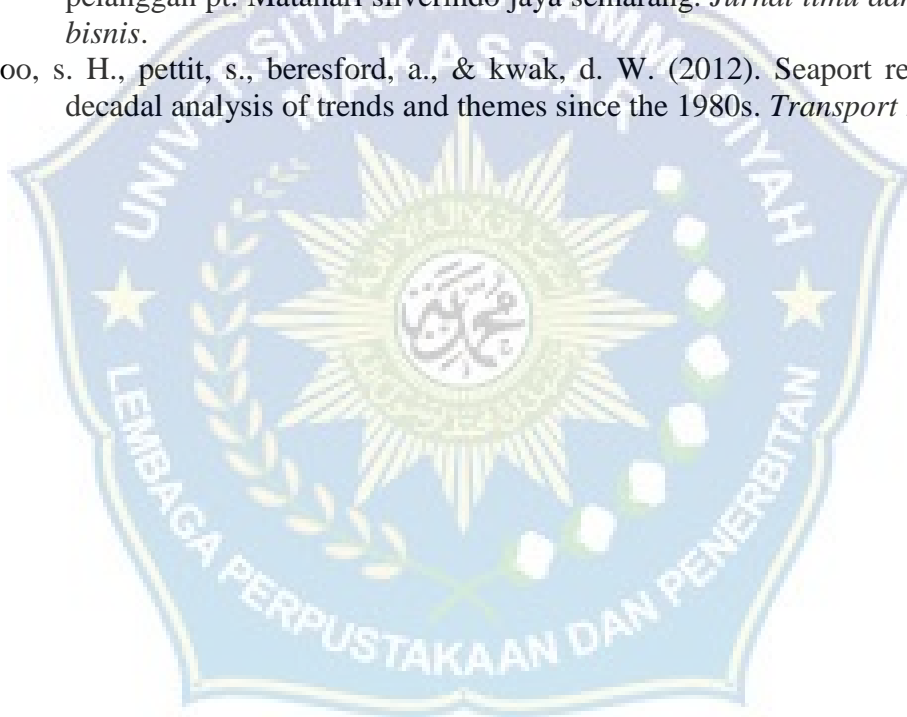 pelanggan pt. Matahari silverindo jaya semarang. Jurnal ilmu dan
bisnis.
oo, s. H., pettit, s., beresford, a., & kwak, d. W. (2012). Seaport re
decadal analysis of trends and themes since the 1980s. Transport
UNIVERSITAS MUHAMMADIYAH
MAKASSAR
LEMBAGA PERPUSTAKAAN DAN PENERBITAN